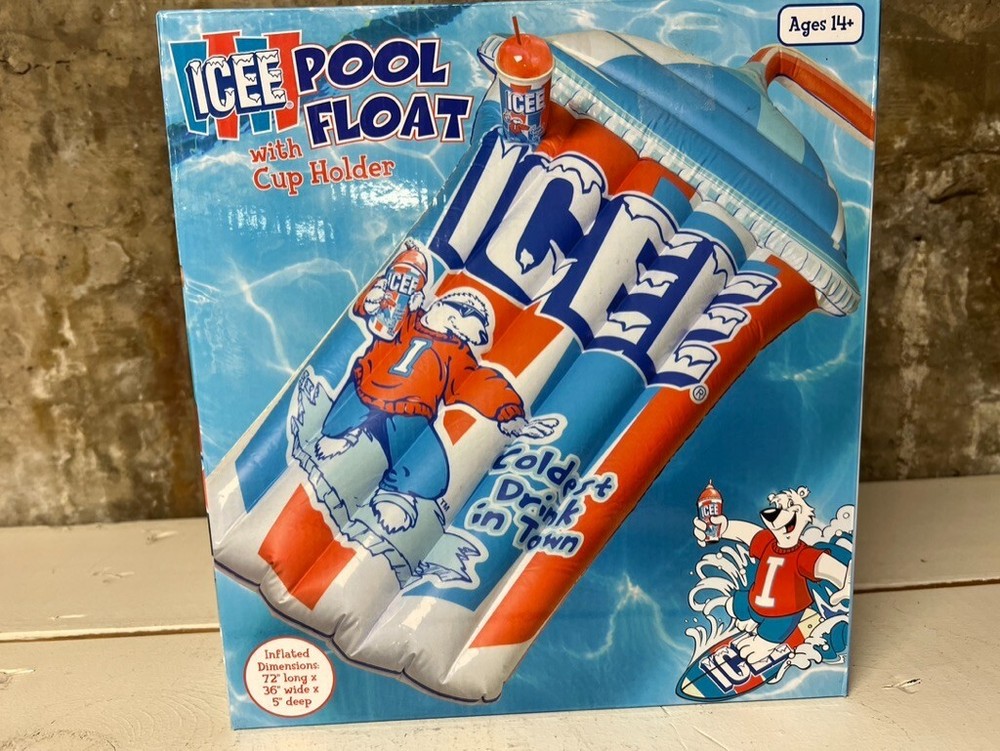 Ages 14+
ICEE® POOL
FLOAT
with
Cup Holder
ICEE
ICEE®
ICEE
I
TM
Coldest
Drink
in Town
ICEE
I
ICEE
Inflated
Dimensions:
72" long x
36" wide x
5" deep